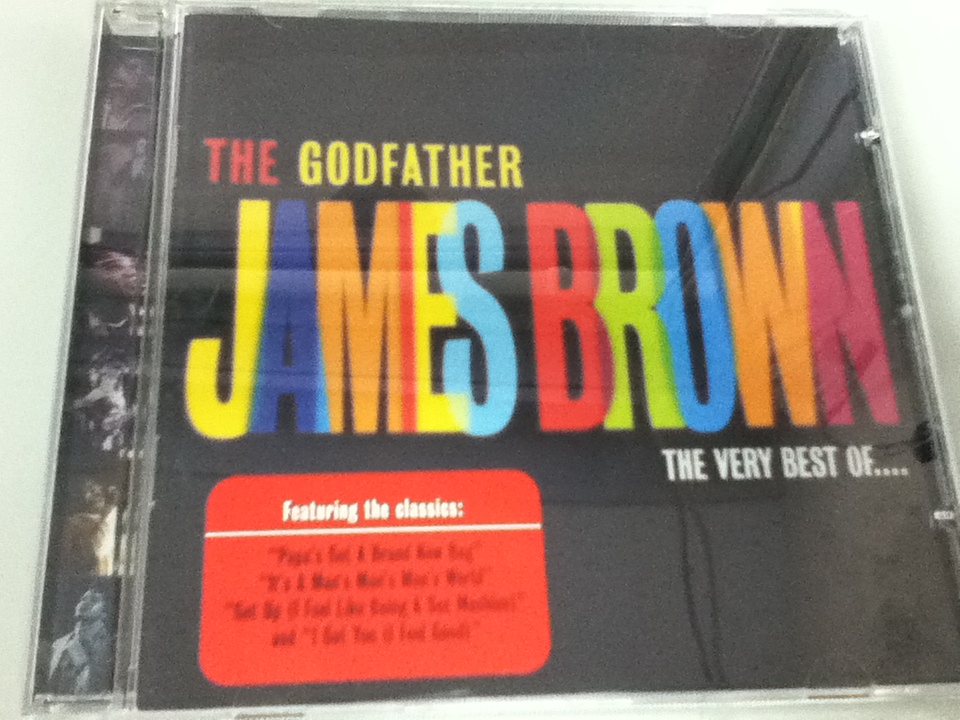 THE GODFATHER
JAMES BROWN
THE VERY BEST OF....
Featuring the classics:
"Papa's Got A Brand New Bag"
"It's A Man's Man's Man's World"
"Get Up (I Feel Like Being A Sex Machine)"
and "I Got You (I Feel Good)"